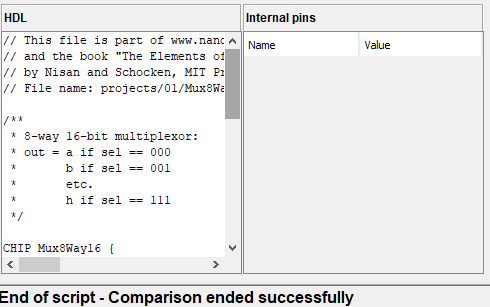 HDL
Internal pins
// This file is part of www.nand
// and the book "The Elements of
// by Nisan and Schocken, MIT Pr
// File name: projects/01/Mux8Wa
/**
* 8-way 16-bit multiplexor:
* out = a if sel == 000
* b if sel == 001
* etc.
* h if sel == 111
*/
CHIP Mux8Way16 {
Name Value
End of script - Comparison ended successfully